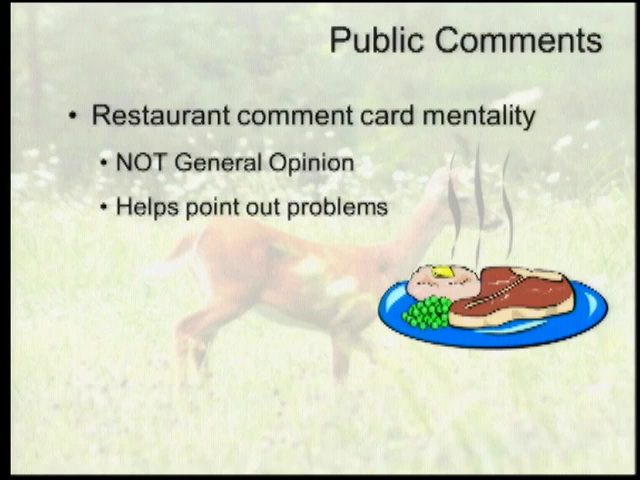 Public Comments
• Restaurant comment card mentality
• NOT General Opinion
• Helps point out problems